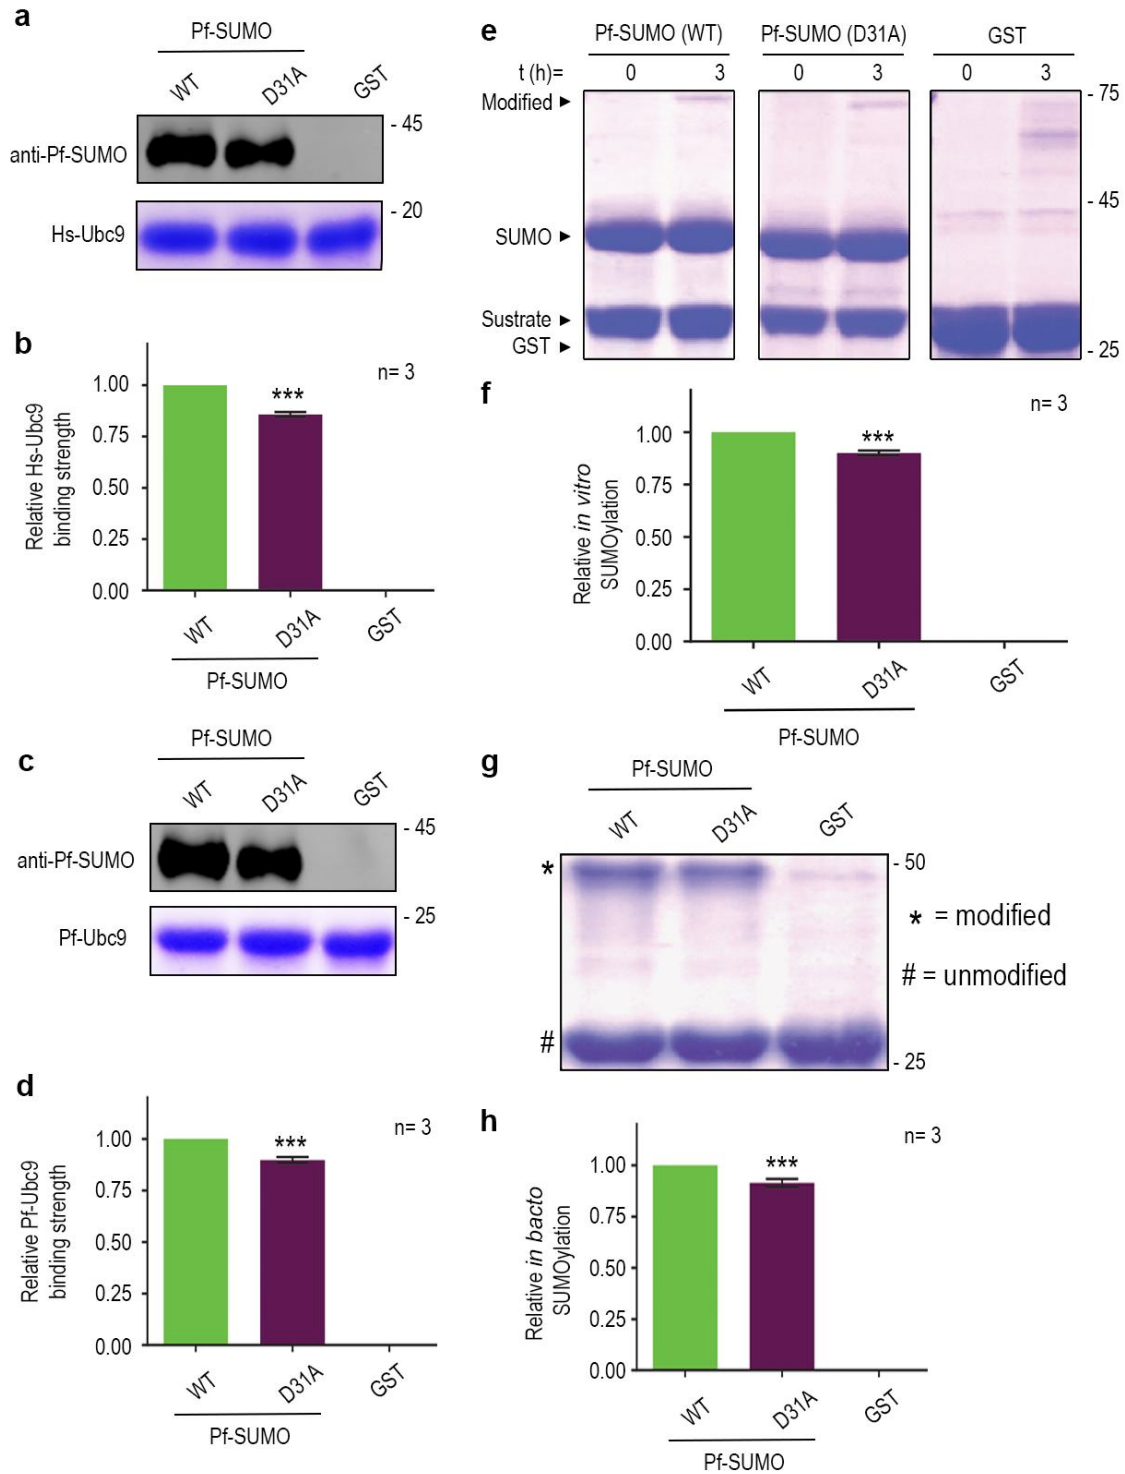 a
Pf-SUMO
WT D31A GST
- 45
anti-Pf-SUMO
- 20
Hs-Ubc9
b
n= 3
Relative Hs-Ubc9
binding strength
1.00
***
0.75
0.50
0.25
0.00
WT D31A GST
Pf-SUMO
c
Pf-SUMO
WT D31A GST
- 45
anti-Pf-SUMO
- 25
Pf-Ubc9
d
n= 3
Relative Pf-Ubc9
binding strength
1.00
***
0.75
0.50
0.25
0.00
WT D31A GST
Pf-SUMO
e
Pf-SUMO (WT) Pf-SUMO (D31A) GST
t (h)= 0 3 0 3 0 3
- 75
Modified ►
- 45
SUMO ►
Sustrate ►
GST ►
- 25
f
n= 3
Relative in vitro
SUMOylation
1.00
***
0.75
0.50
0.25
0.00
WT D31A GST
Pf-SUMO
g
Pf-SUMO
WT D31A GST
*
- 50
* = modified
# = unmodified
#
- 25
h
n= 3
Relative in bacto
SUMOylation
1.00
***
0.75
0.50
0.25
0.00
WT D31A GST
Pf-SUMO